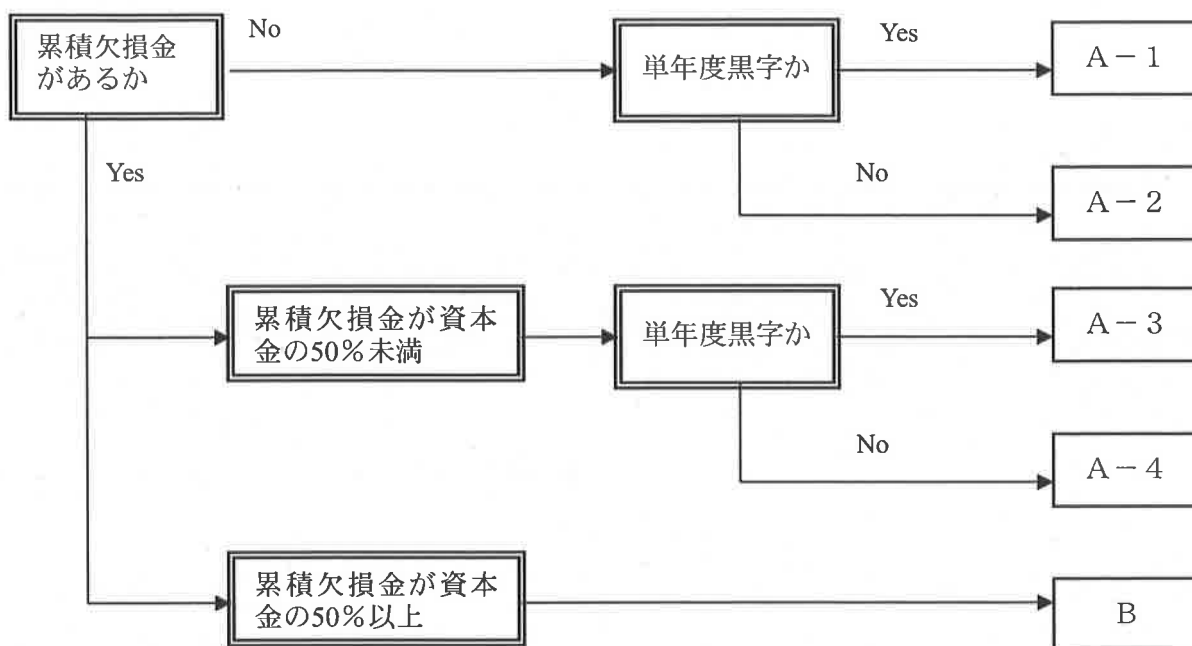 累積欠損金
があるか
No
単年度黒字か
Yes
A－1
Yes
No
A－2
累積欠損金が資本
金の50％未満
単年度黒字か
Yes
A－3
No
A－4
累積欠損金が資本
金の50％以上
B